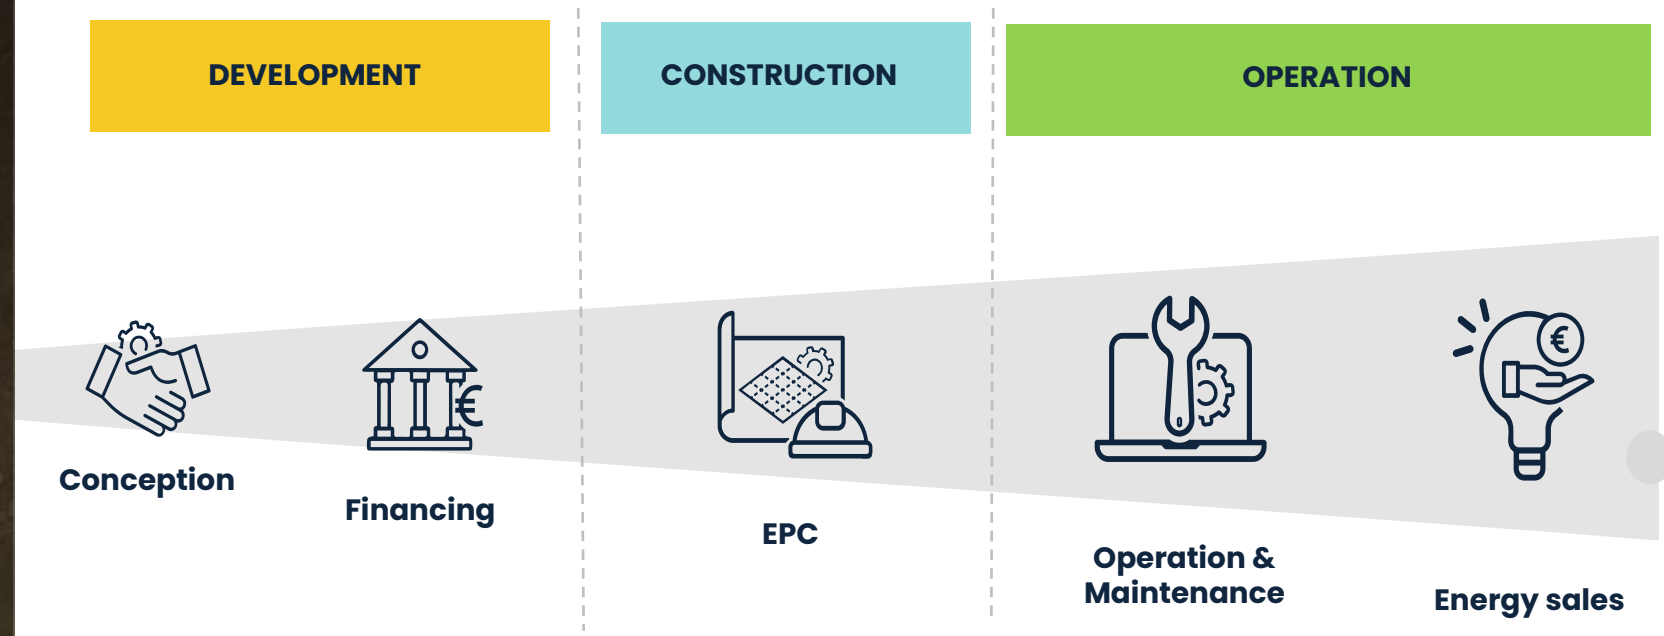 DEVELOPMENT
CONSTRUCTION
OPERATION
€
€
Conception
Financing
EPC
Operation &
Maintenance
Energy sales